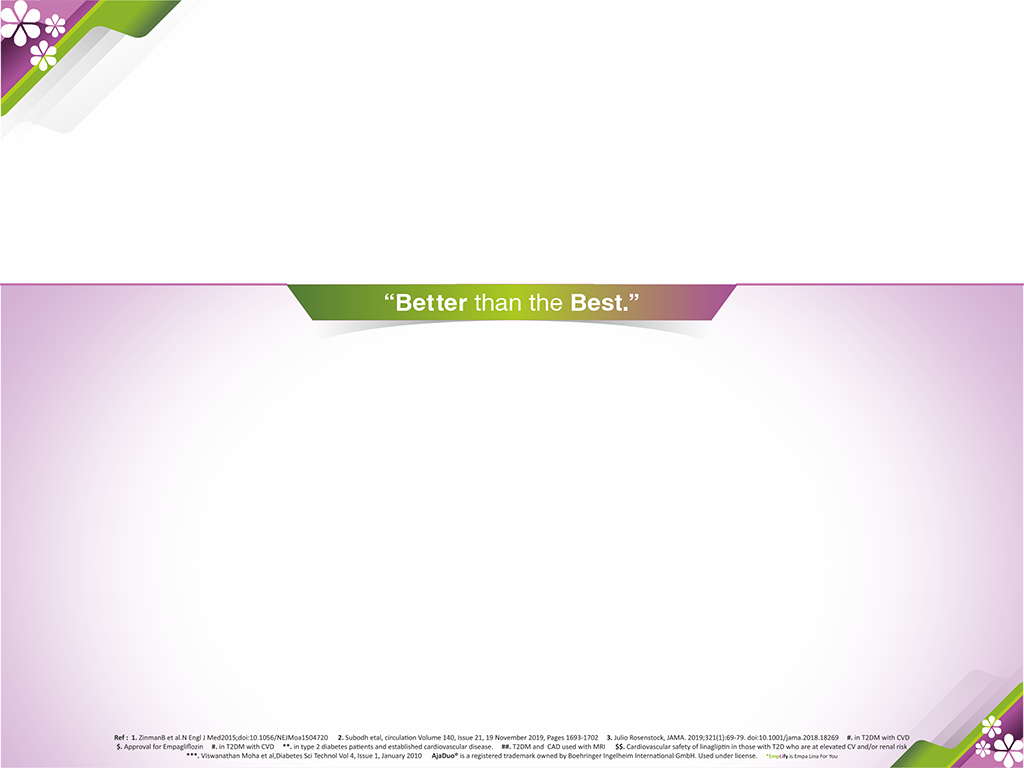 “Better than the Best.”
Ref : 1. ZinmanB et al.N Engl J Med2015;doi:10.1056/NEJMoa1504720 2. Subodh etal, circulation Volume 140, Issue 21, 19 November 2019, Pages 1693-1702 3. Julio Rosenstock, JAMA. 2019;321(1):69-79. doi:10.1001/jama.2018.18269 #. in T2DM with CVD
$. Approval for Empagliflozin #. in T2DM with CVD **. in type 2 diabetes patients and established cardiovascular disease. ##. T2DM and CAD used with MRI $$. Cardiovascular safety of linagliptin in those with T2D who are at elevated CV and/or renal risk
***. Viswanathan Moha et al,Diabetes Sci Technol Vol 4, Issue 1, January 2010 AjaDuo® is a registered trademark owned by Boehringer Ingelheim International GmbH. Used under license. *EmpLify is Empa Lina For You